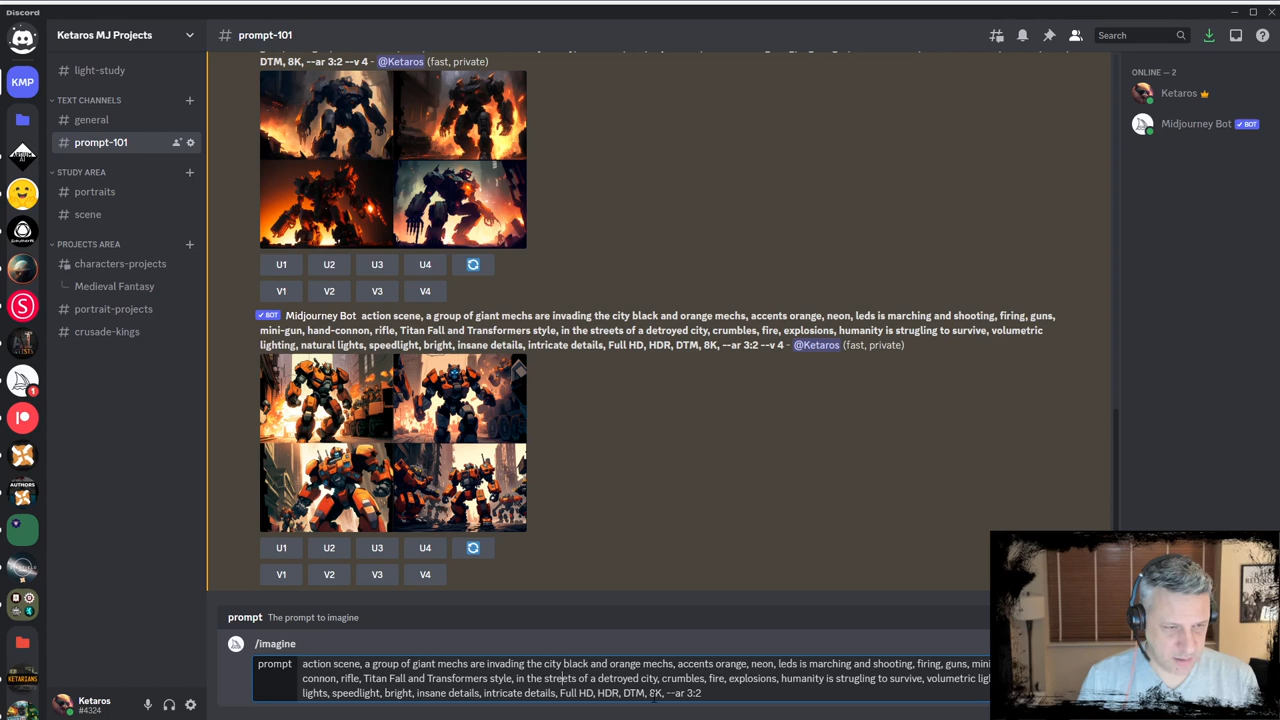 Discord
Ketaros MJ Projects
# prompt-101
Search
light-study
TEXT CHANNELS
general
prompt-101
STUDY AREA
portraits
scene
PROJECTS AREA
characters-projects
Medieval Fantasy
portrait-projects
crusade-kings
KMP
1
AUTHORS
KETARIANS
Ketaros
#4324
DTM, 8K, --ar 3:2 --v 4 - @Ketaros (fast, private)
U1 U2 U3 U4
V1 V2 V3 V4
BOT Midjourney Bot action scene, a group of giant mechs are invading the city black and orange mechs, accents orange, neon, leds is marching and shooting, firing, guns,
mini-gun, hand-connon, rifle, Titan Fall and Transformers style, in the streets of a detroyed city, crumbles, fire, explosions, humanity is strugling to survive, volumetric
lighting, natural lights, speedlight, bright, insane details, intricate details, Full HD, HDR, DTM, 8K, --ar 3:2 --v 4 - @Ketaros (fast, private)
U1 U2 U3 U4
V1 V2 V3 V4
prompt The prompt to imagine
/imagine
prompt action scene, a group of giant mechs are invading the city black and orange mechs, accents orange, neon, leds is marching and shooting, firing, guns, mini
connon, rifle, Titan Fall and Transformers style, in the streets of a detroyed city, crumbles, fire, explosions, humanity is strugling to survive, volumetric lig
lights, speedlight, bright, insane details, intricate details, Full HD, HDR, DTM, 8K, --ar 3:2
ONLINE — 2
Ketaros
Midjourney Bot BOT